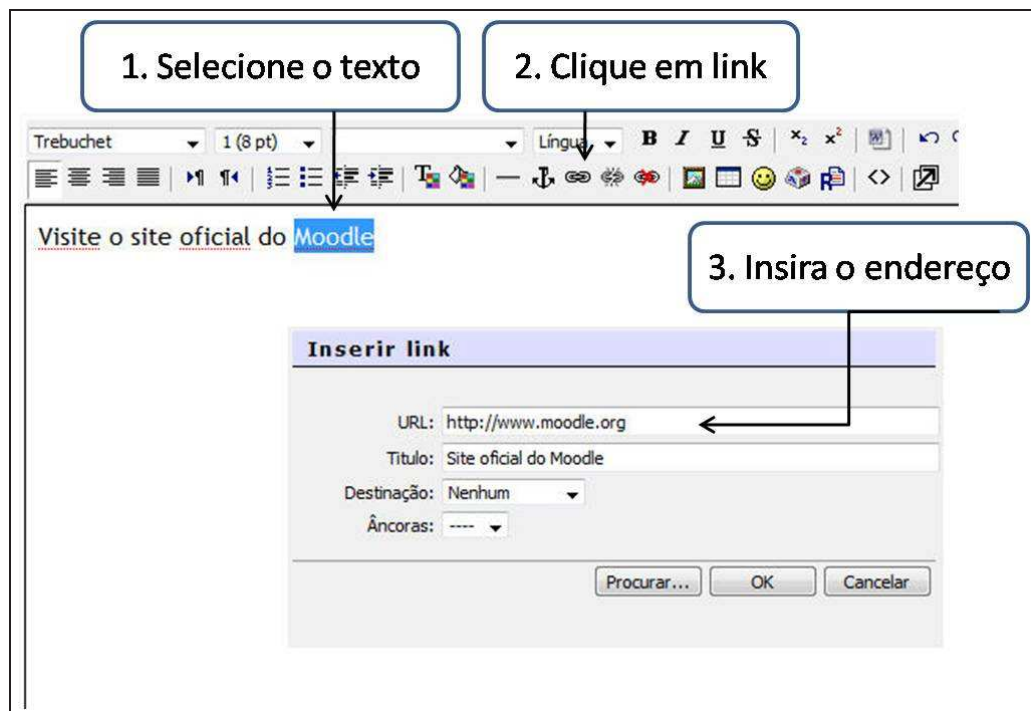 1. Selecione o texto
2. Clique em link
Trebuchet 1 (8 pt) Língua B I U S x₂ x²
Visite o site oficial do Moodle
3. Insira o endereço
Inserir link
URL: http://www.moodle.org
Titulo: Site oficial do Moodle
Destinação: Nenhum
Âncoras: ----
Procurar... OK Cancelar